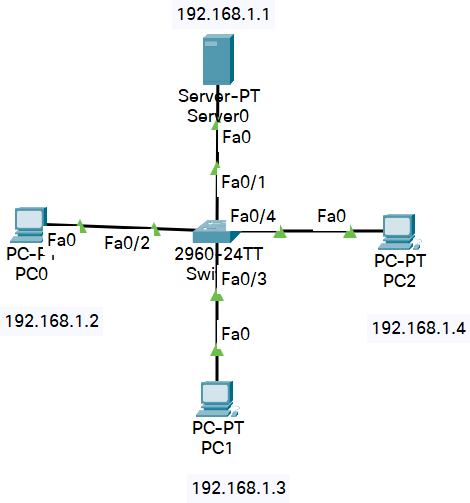 192.168.1.1
Server-PT
Server0
Fa0
Fa0/1
Fa0/4
Fa0
Fa0
Fa0/2
PC0
2960-24TT
PC-PT
PC2
Fa0/3
192.168.1.2
192.168.1.4
Fa0
PC-PT
PC1
192.168.1.3